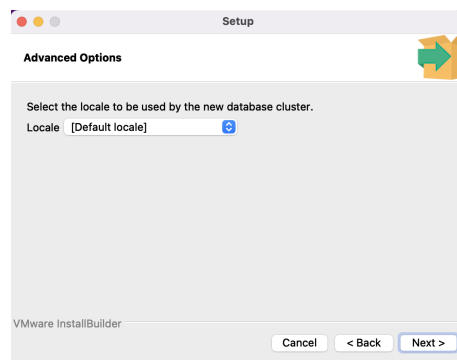 Setup
Advanced Options
Select the locale to be used by the new database cluster.
Locale [Default locale]
VMware InstallBuilder
Cancel < Back Next >